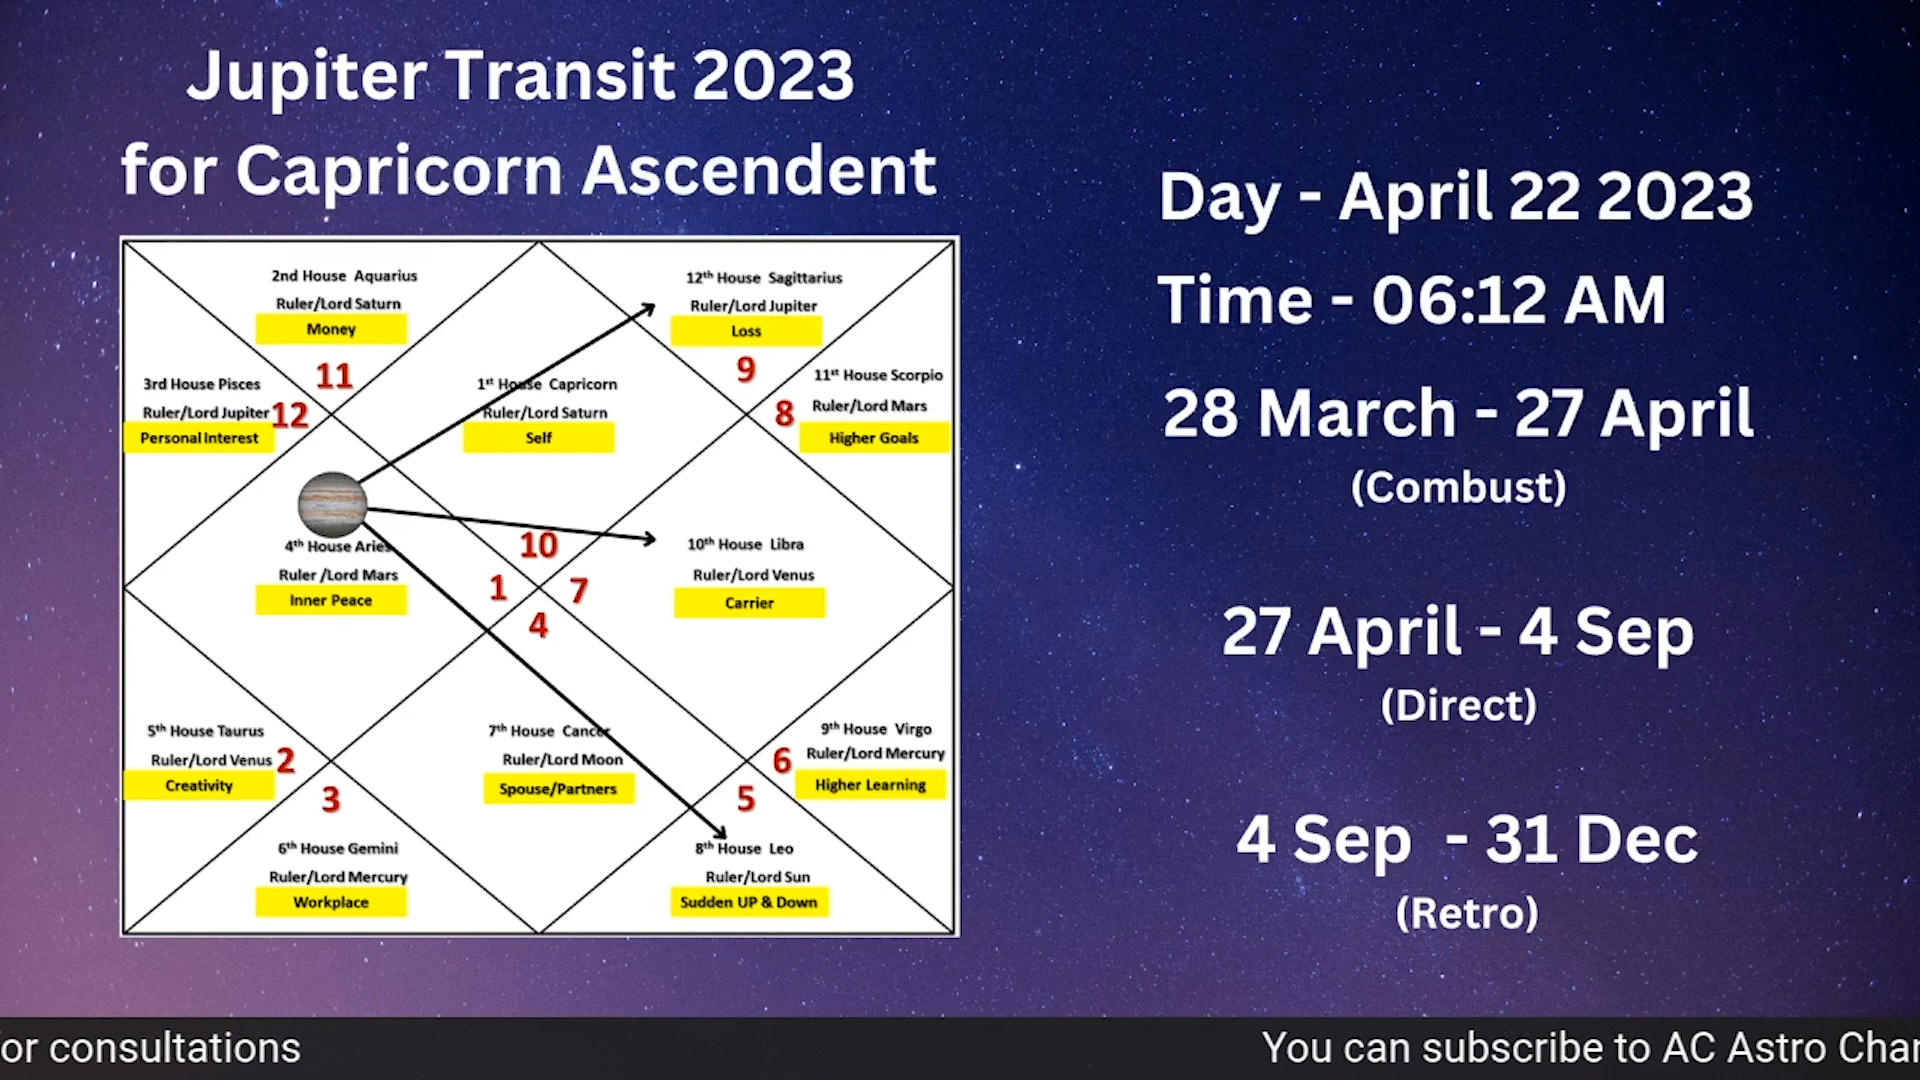 Jupiter Transit 2023
for Capricorn Ascendent
Day - April 22 2023
Time - 06:12 AM
28 March - 27 April
(Combust)
27 April - 4 Sep
(Direct)
4 Sep - 31 Dec
(Retro)
2nd House Aquarius
Ruler/Lord Saturn
Money
11
12th House Sagittarius
Ruler/Lord Jupiter
Loss
9
3rd House Pisces
Ruler/Lord Jupiter
12
Personal Interest
1st House Capricorn
Ruler/Lord Saturn
Self
11st House Scorpio
8
Ruler/Lord Mars
Higher Goals
4th House Aries
Ruler /Lord Mars
Inner Peace
10
1
7
4
10th House Libra
Ruler/Lord Venus
Carrier
5th House Taurus
Ruler/Lord Venus
2
Creativity
3
6th House Gemini
Ruler/Lord Mercury
Workplace
7th House Cancer
Ruler/Lord Moon
Spouse/Partners
9th House Virgo
6
Ruler/Lord Mercury
Higher Learning
5
8th House Leo
Ruler/Lord Sun
Sudden UP & Down
or consultations
You can subscribe to AC Astro Chan